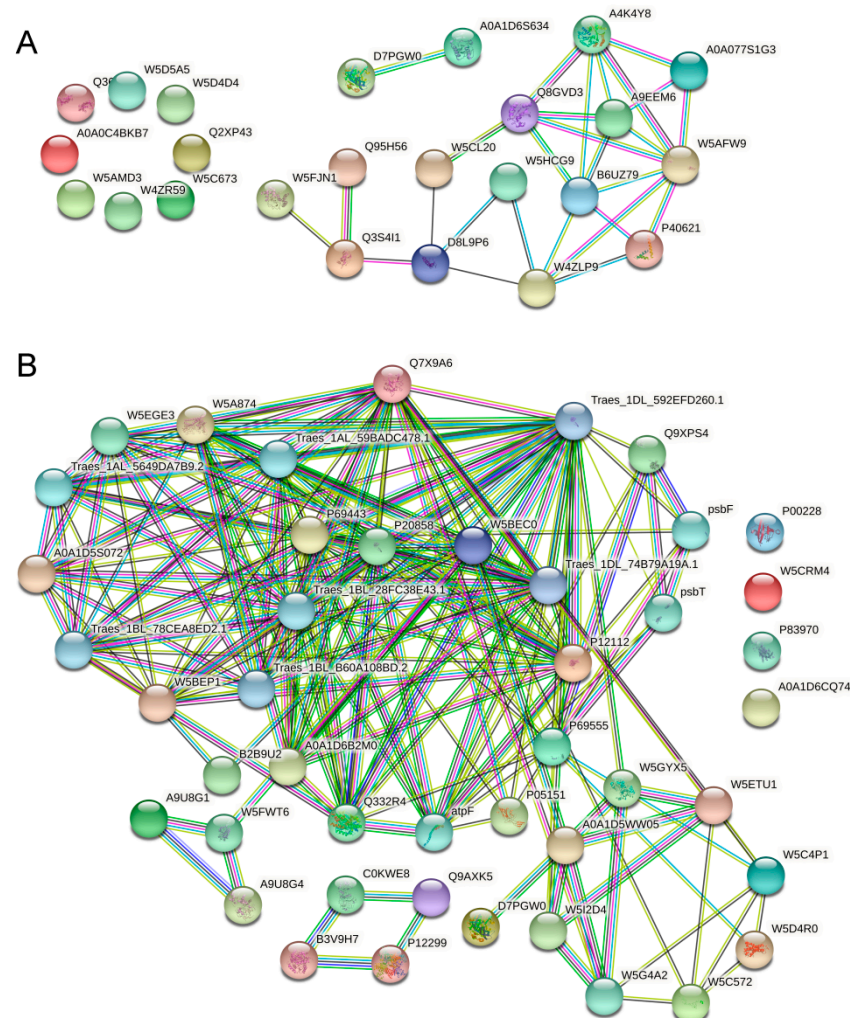 A
A4K4Y8
A0A1D6S634
D7PGW0
A0A077S1G3
W5D5A5
W5D4D4
Q8GVD3
A9EEM6
A0A0C4BKB7
Q2XP43
Q95H56
W5CL20
W5HCG9
W5AFW9
W5AMD3
W5C673
W4ZR59
W5FJN1
B6UZ79
Q3S4I1
D8L9P6
P40621
W4ZLP9
B
Q7X9A6
Traes_1DL_592EFD260.1
W5EGE3
W5A874
Traes_1AL_59BADC478.1
Q9XPS4
Traes_1AL_5649DA7B9.2
P69443
P20858
W5BEC0
psbF
P00228
A0A1D5S072
Traes_1DL_74B79A19A.1
W5CRM4
Traes_1BL_28FC38E43.1
psbT
Traes_1BL_78CEA8ED2.1
P12112
P83970
W5BEP1
Traes_1BL_B60A108BD.2
A0A1D6CQ74
P69555
B2B9U2
A0A1D6B2M0
W5GYX5
A9U8G1
W5FWT6
Q332R4
atpF
P05151
W5ETU1
A0A1D5WW05
W5C4P1
A9U8G4
C0KWE8
Q9AXK5
D7PGW0
W5I2D4
W5D4R0
B3V9H7
P12299
W5G4A2
W5C572